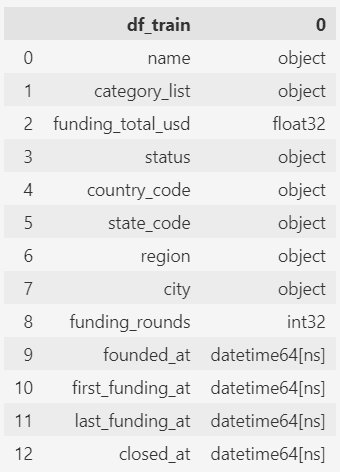 df_train 0
0 name object
1 category_list object
2 funding_total_usd float32
3 status object
4 country_code object
5 state_code object
6 region object
7 city object
8 funding_rounds int32
9 founded_at datetime64[ns]
10 first_funding_at datetime64[ns]
11 last_funding_at datetime64[ns]
12 closed_at datetime64[ns]